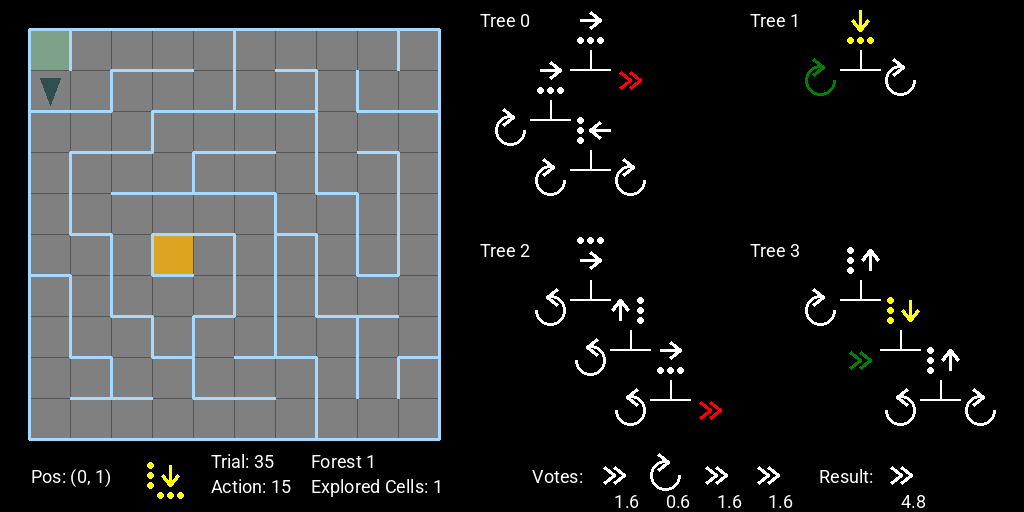 Tree 0
Tree 1
Tree 2
Tree 3
Pos: (0, 1)
Trial: 35
Forest 1
Action: 15
Explored Cells: 1
Votes:
1.6
0.6
1.6
1.6
Result:
4.8